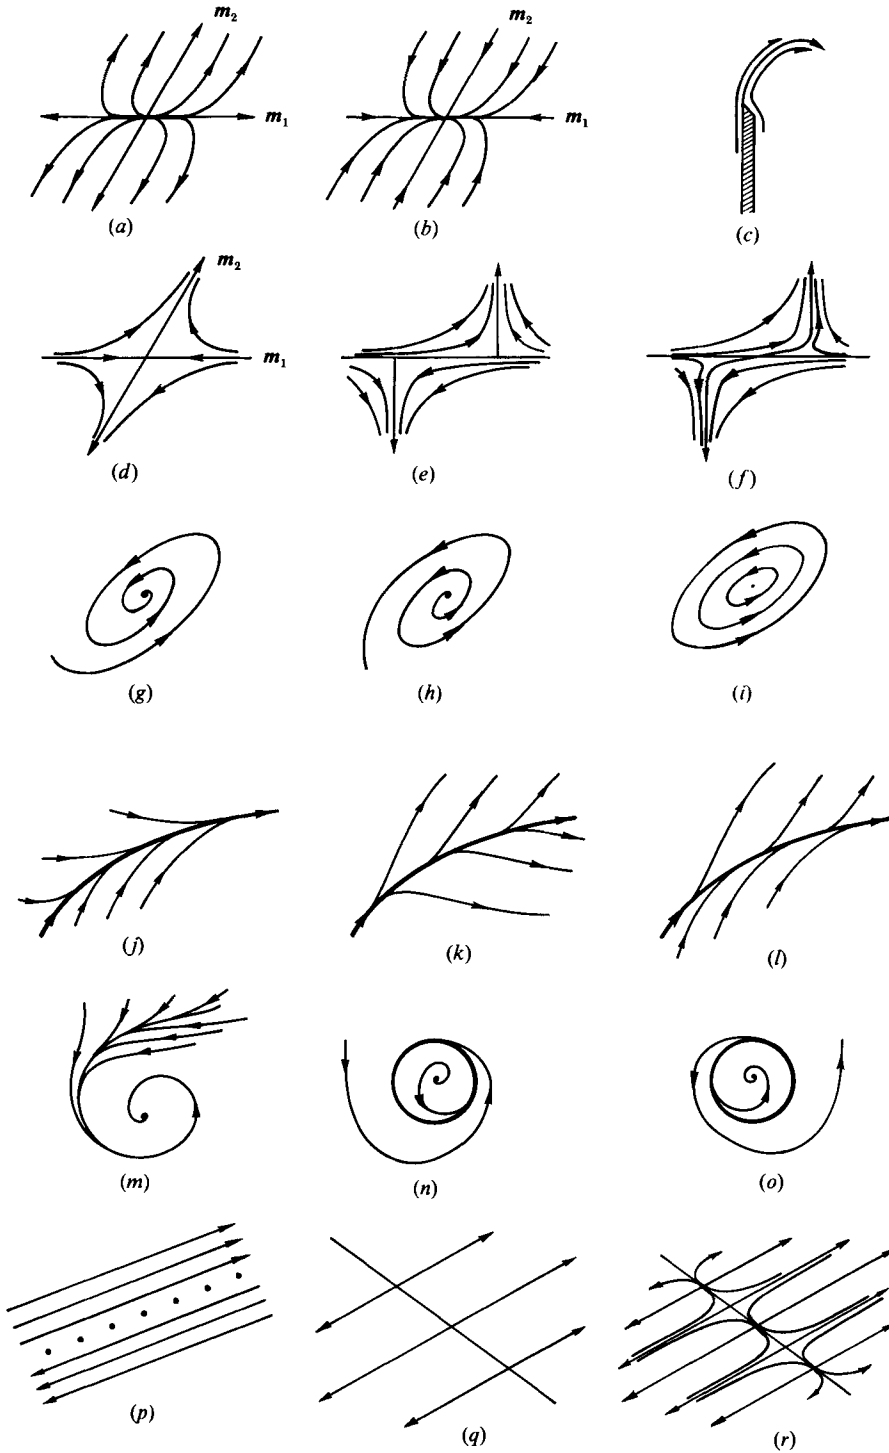 m₂
m₂
m₁
m₁
(a)
(b)
(c)
m₂
m₁
(d)
(e)
(f)
(g)
(h)
(i)
(j)
(k)
(l)
(m)
(n)
(o)
(p)
(q)
(r)